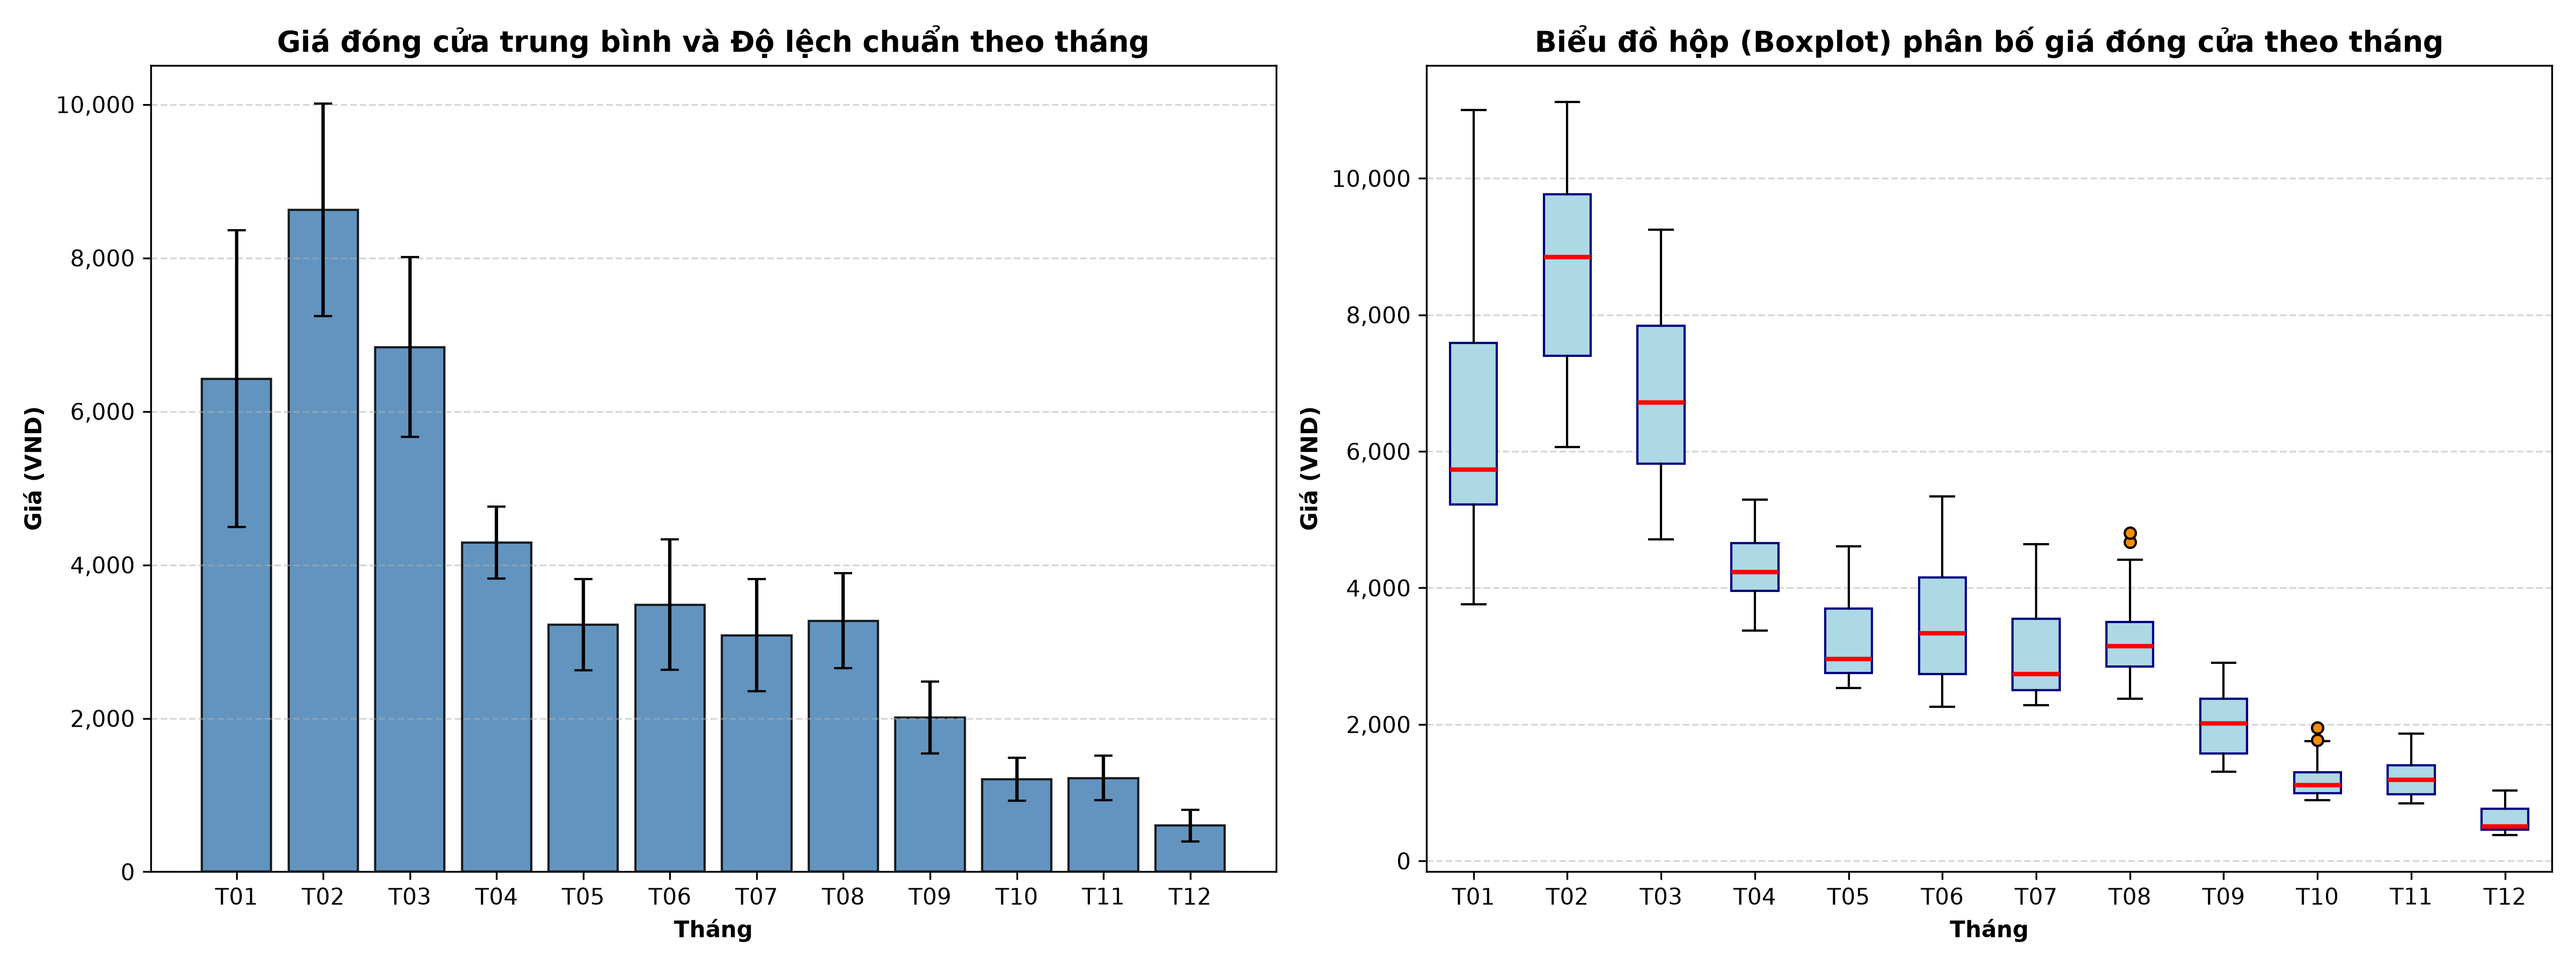 Giá đóng cửa trung bình và Độ lệch chuẩn theo tháng
Giá (VND)
10,000
8,000
6,000
4,000
2,000
0
T01 T02 T03 T04 T05 T06 T07 T08 T09 T10 T11 T12
Tháng
Biểu đồ hộp (Boxplot) phân bố giá đóng cửa theo tháng
Giá (VND)
10,000
8,000
6,000
4,000
2,000
0
T01 T02 T03 T04 T05 T06 T07 T08 T09 T10 T11 T12
Tháng